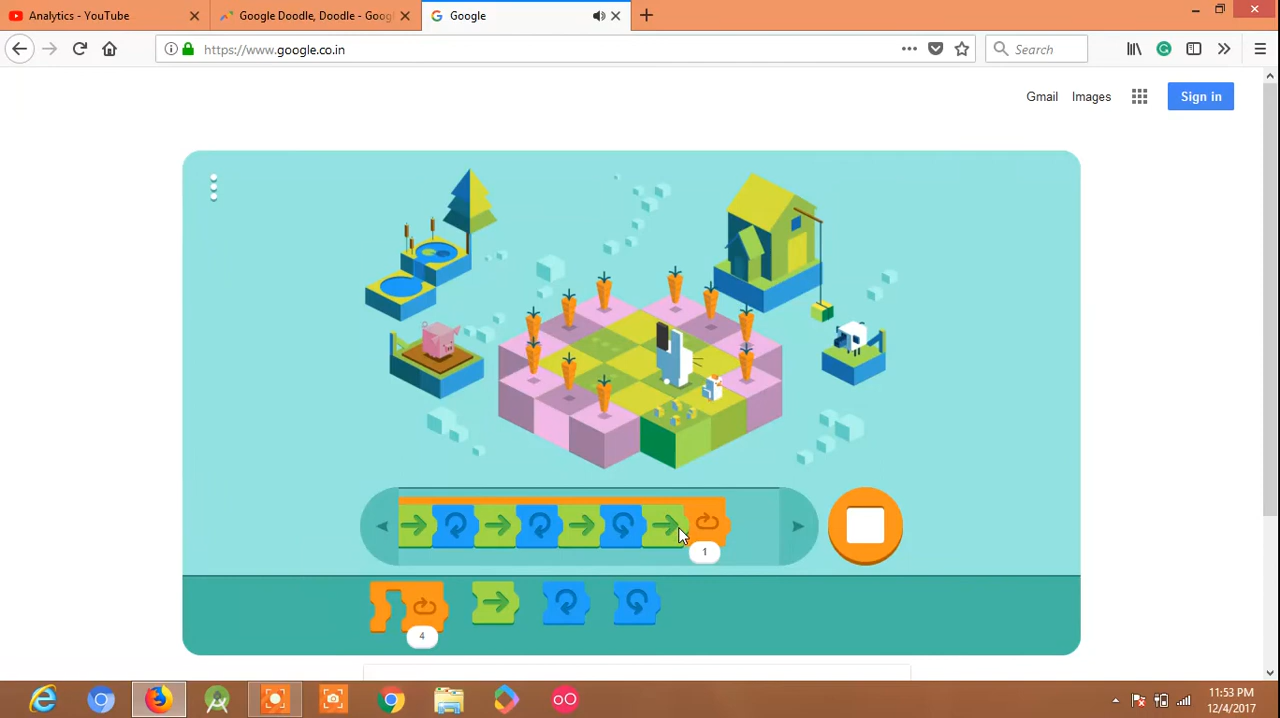 Analytics - YouTube
Google Doodle, Doodle - Goog
Google
https://www.google.co.in
Search
Gmail
Images
Sign in
1
4
11:53 PM
12/4/2017